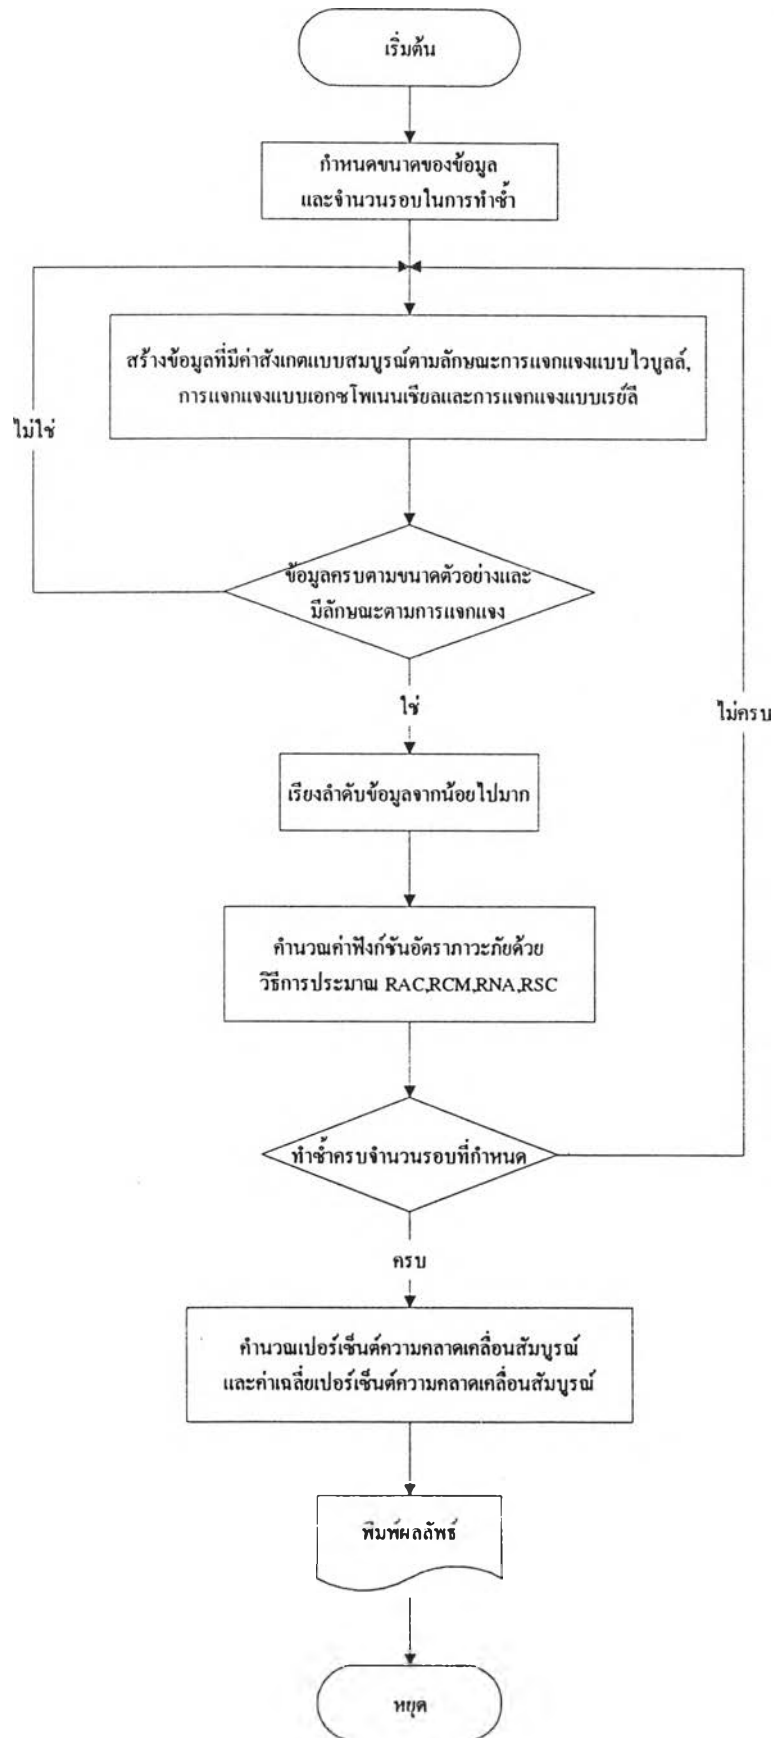 เริ่มต้น
กำหนดขนาดของข้อมูล
และจำนวนรอบในการทำซ้ำ
สร้างข้อมูลที่มีค่าสังเกตแบบสมบูรณ์ตามลักษณะการแจกแจงแบบไวบูลล์,
การแจกแจงแบบเอกซโพเนนเชียลและการแจกแจงแบบเรย์ลี
ไม่ใช่
ข้อมูลครบตามขนาดตัวอย่างและ
มีลักษณะตามการแจกแจง
ใช่
ไม่ครบ
เรียงลำดับข้อมูลจากน้อยไปมาก
คำนวณค่าฟังก์ชันอัตราภาวะภัยด้วย
วิธีการประมาณ RAC,RCM,RNA,RSC
ทำซ้ำครบจำนวนรอบที่กำหนด
ครบ
คำนวณเปอร์เซ็นต์ความคลาดเคลื่อนสัมบูรณ์
และค่าเฉลี่ยเปอร์เซ็นต์ความคลาดเคลื่อนสัมบูรณ์
พิมพ์ผลลัพธ์
หยุด